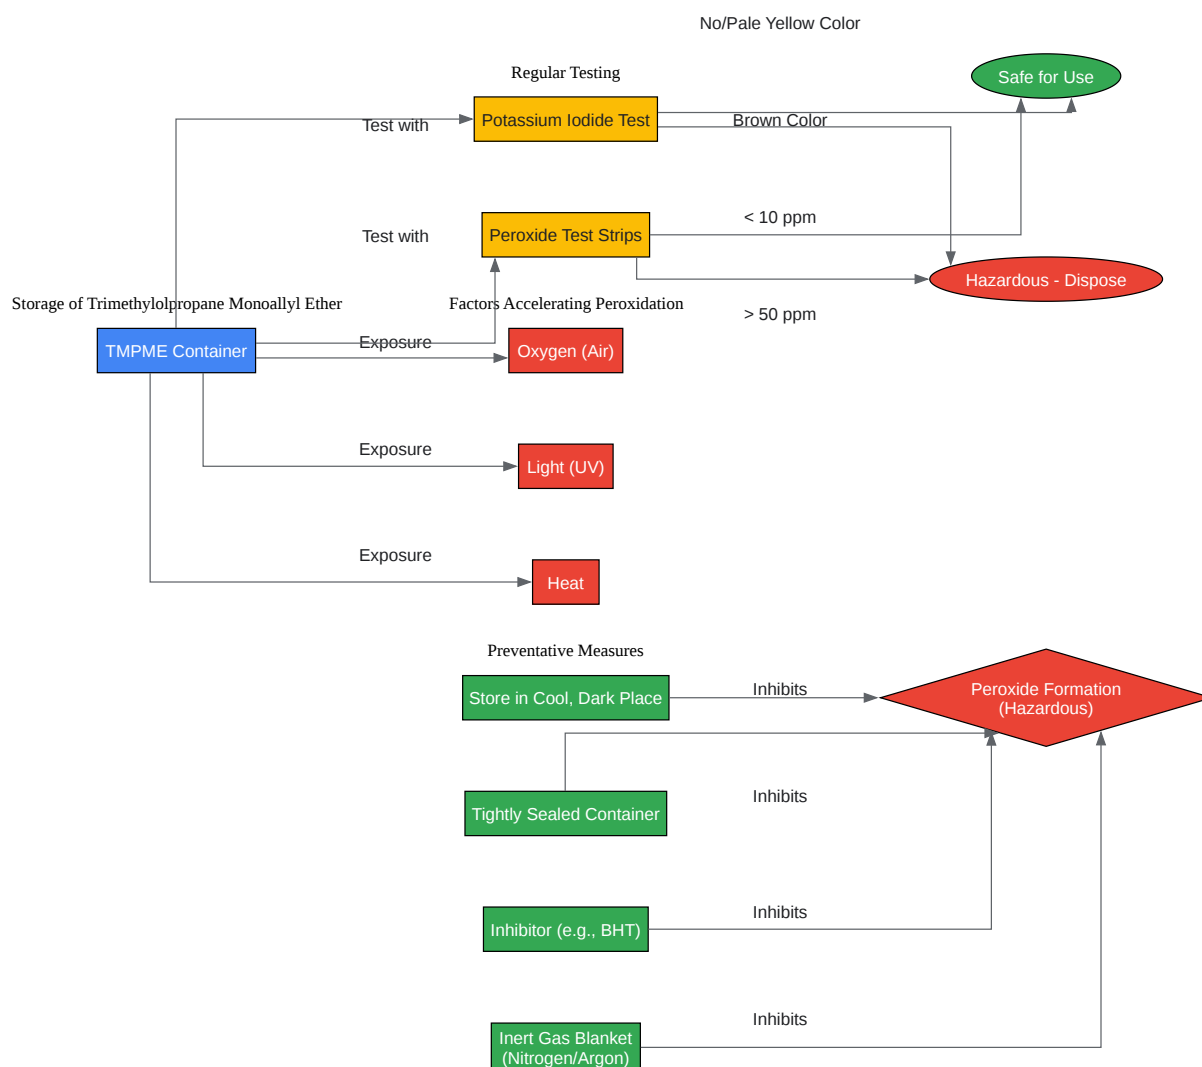 No/Pale Yellow Color
Regular Testing
Safe for Use
Potassium Iodide Test
Brown Color
Test with
< 10 ppm
Test with
Peroxide Test Strips
Hazardous - Dispose
Storage of Trimethylolpropane Monoallyl Ether
Factors Accelerating Peroxidation
> 50 ppm
TMPME Container
Exposure
Oxygen (Air)
Exposure
Light (UV)
Exposure
Heat
Preventative Measures
Store in Cool, Dark Place
Inhibits
Peroxide Formation
(Hazardous)
Tightly Sealed Container
Inhibits
Inhibitor (e.g., BHT)
Inhibits
Inert Gas Blanket
(Nitrogen/Argon)
Inhibits